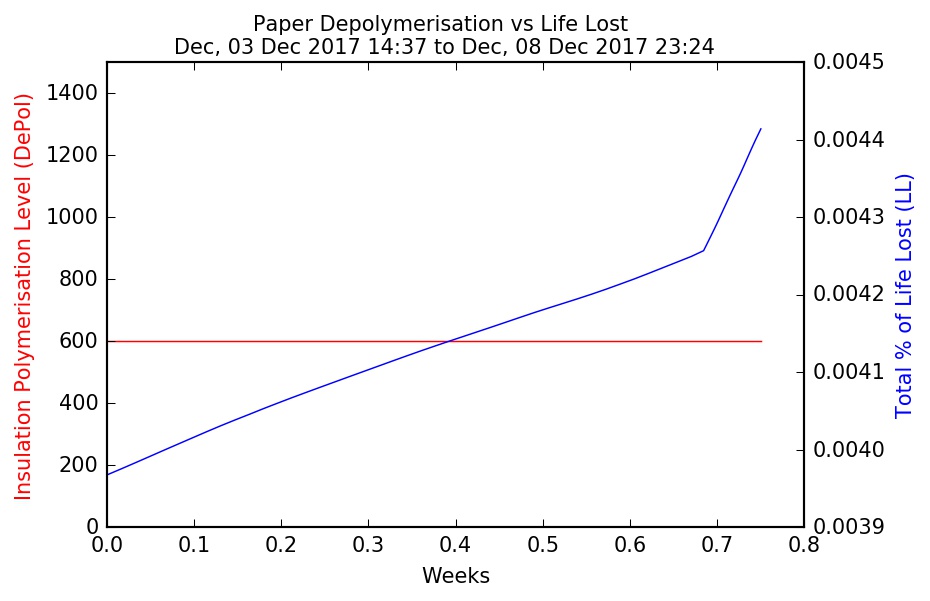 Paper Depolymerisation vs Life Lost
Dec, 03 Dec 2017 14:37 to Dec, 08 Dec 2017 23:24
Insulation Polymerisation Level (DePol)
1400
1200
1000
800
600
400
200
0
0.0045
0.0044
0.0043
0.0042
0.0041
0.0040
0.0039
Total % of Life Lost (LL)
0.0 0.1 0.2 0.3 0.4 0.5 0.6 0.7 0.8
Weeks